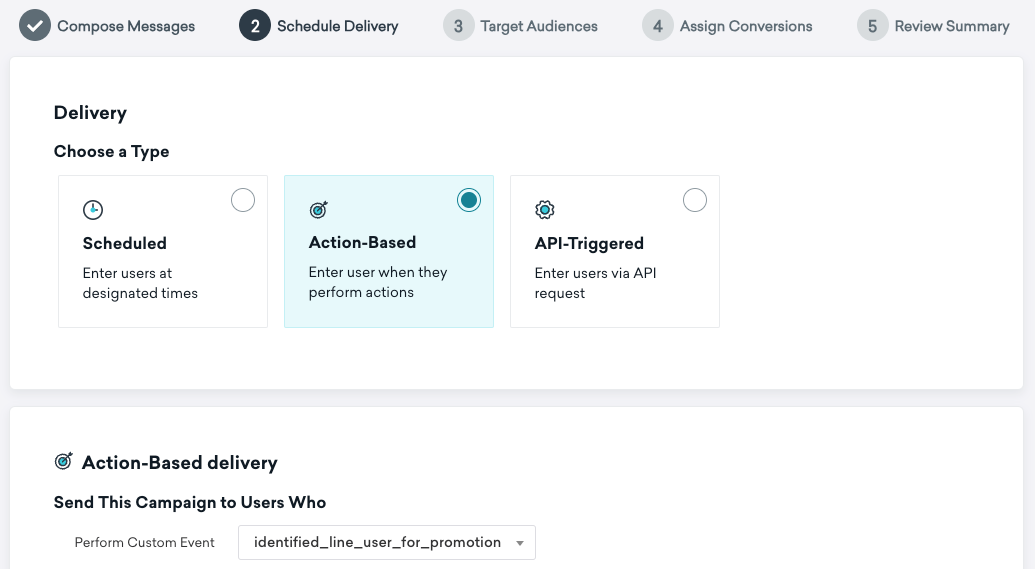 Compose Messages
2 Schedule Delivery
3 Target Audiences
4 Assign Conversions
5 Review Summary
Delivery
Choose a Type
Scheduled
Enter users at
designated times
Action-Based
Enter user when they
perform actions
API-Triggered
Enter users via API
request
Action-Based delivery
Send This Campaign to Users Who
Perform Custom Event
identified_line_user_for_promotion